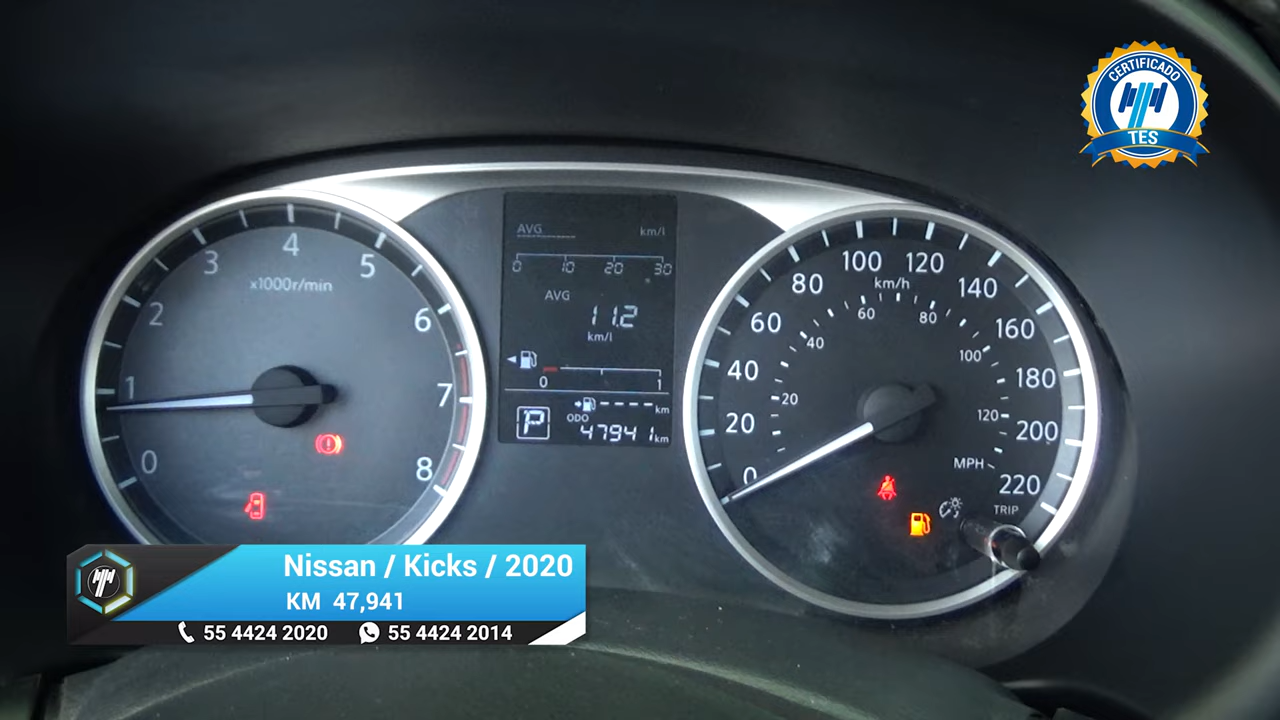 CERTIFICADO
TES
AVG km/l
0 10 20 30
AVG
11.2
km/l
0 1
---- km
P
ODO 47941 km
0 1 2 3 4 5 6 7 8
x1000r/min
0 20 40 60 80 100 120 140 160 180 200 220
km/h
20 40 60 80 100 120
MPH
TRIP
Nissan / Kicks / 2020
KM 47,941
55 4424 2020 55 4424 2014